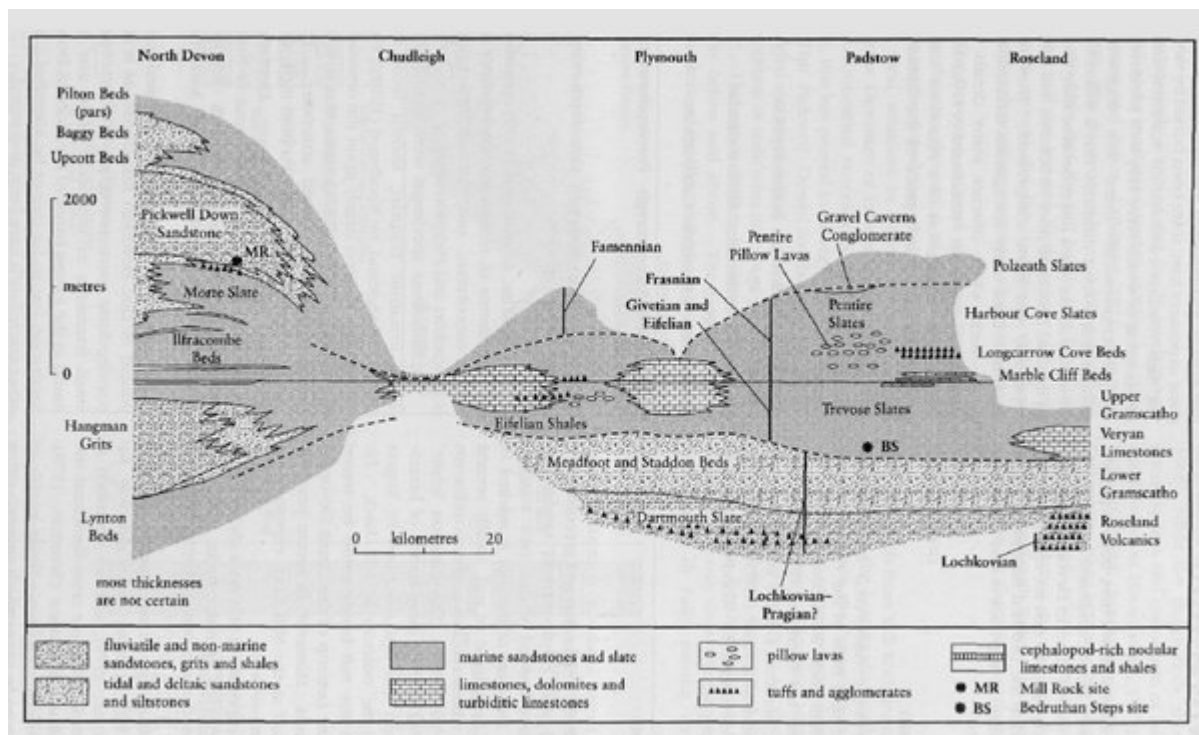 North Devon
Chudleigh
Plymouth
Padstow
Roseland
Pilton Beds
(pars)
Baggy Beds
Upcott Beds
2000
metres
0
Pickwell Down
Sandstone
MR
Morte Slate
Ilfracombe
Beds
Hangman
Grits
Lynton
Beds
most thicknesses
are not certain
0 kilometres 20
Famennian
Frasnian
Givetian and
Eifelian
Pentire
Pillow Lavas
Gravel Caverns
Conglomerate
Pentire
Slates
Polzeath Slates
Harbour Cove Slates
Longcarrow Cove Beds
Marble Cliff Beds
Trevose Slates
Eifelian Shales
BS
Meadfoot and Staddon Beds
Dartmouth Slate
Upper
Gramscatho
Veryan
Limestones
Lower
Gramscatho
Roseland
Volcanics
Lochkovian
Lochkovian–
Pragian?
fluviatile and non-marine
sandstones, grits and shales
tidal and deltaic sandstones
and siltstones
marine sandstones and slate
limestones, dolomites and
turbiditic limestones
pillow lavas
tuffs and agglomerates
cephalopod-rich nodular
limestones and shales
MR Mill Rock site
BS Bedruthan Steps site